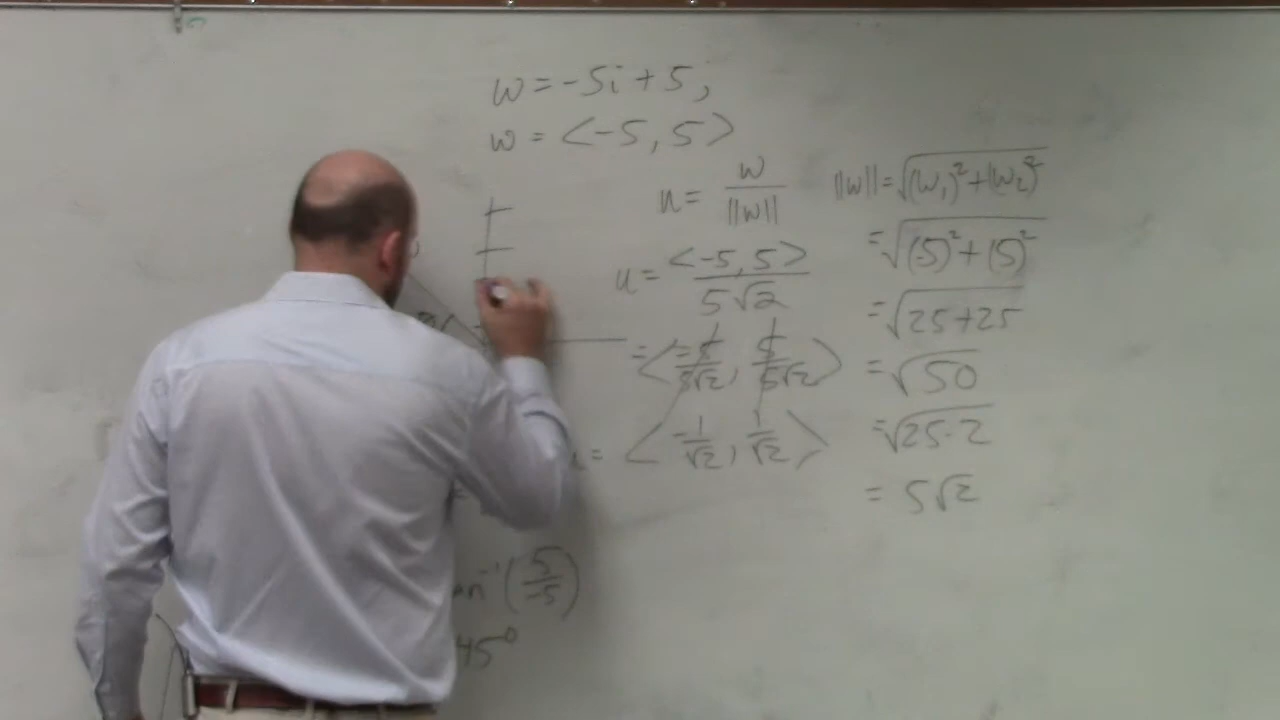 w = -5i + 5j
w = <-5, 5>
u = w / ||w||
u = <-5, 5> / 5√2
= <-5/5√2, 5/5√2>
= <-1/√2, 1/√2>
||w|| = √(w₁)² + (w₂)²
= √(-5)² + (5)²
= √25+25
= √50
= √25·2
= 5√2
an⁻¹(5/-5)
45°